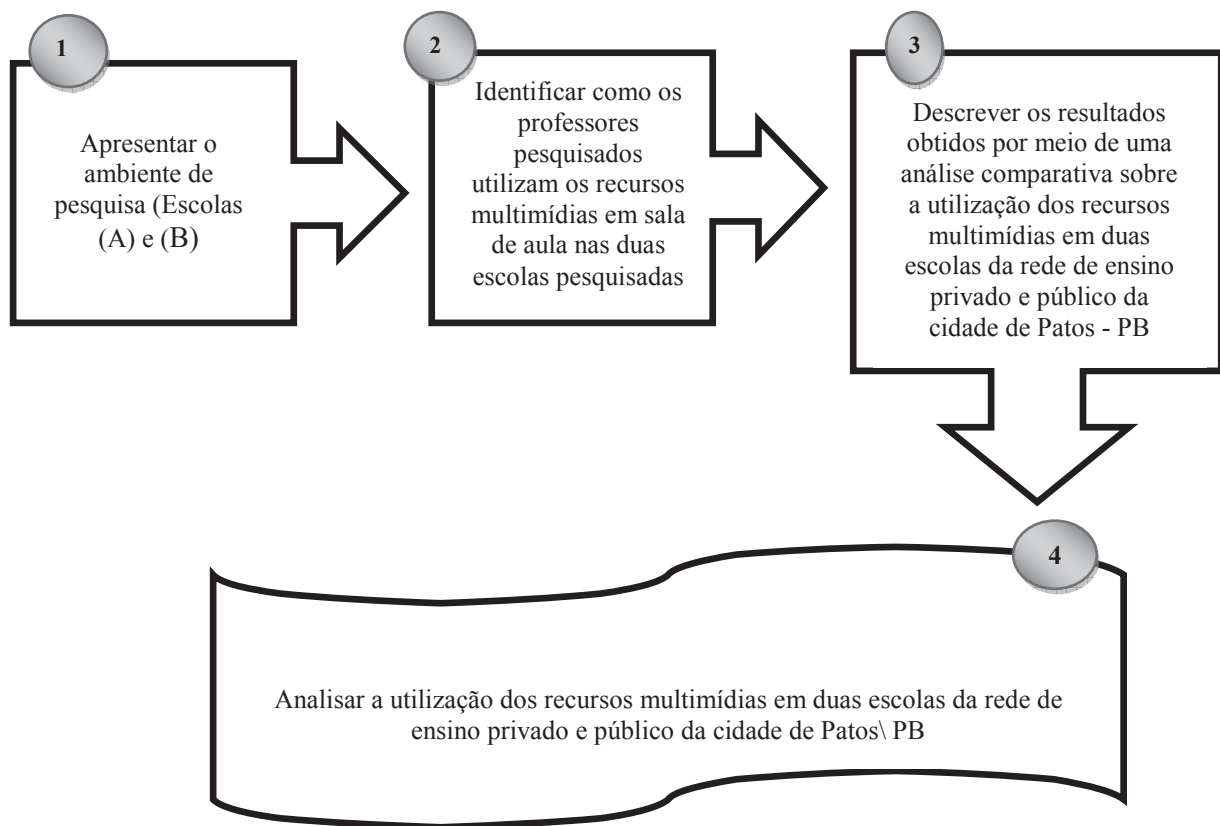 1
Apresentar o
ambiente de
pesquisa (Escolas
(A) e (B)
2
Identificar como os
professores
pesquisados
utilizam os recursos
multimídias em sala
de aula nas duas
escolas pesquisadas
3
Descrever os resultados
obtidos por meio de uma
análise comparativa sobre
a utilização dos recursos
multimídias em duas
escolas da rede de ensino
privado e público da
cidade de Patos - PB
4
Analisar a utilização dos recursos multimídias em duas escolas da rede de
ensino privado e público da cidade de Patos\ PB